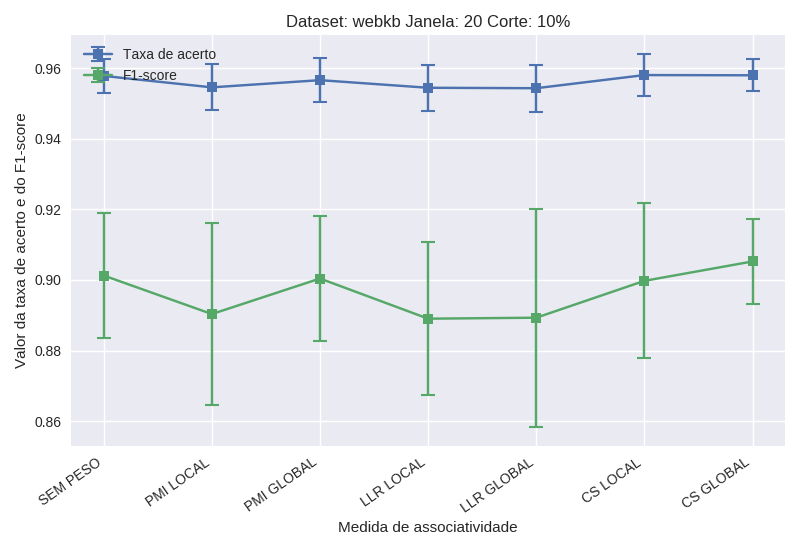 Dataset: webkb Janela: 20 Corte: 10%
Taxa de acerto
F1-score
Valor da taxa de acerto e do F1-score
0.96
0.94
0.92
0.90
0.88
0.86
SEM PESO
PMI LOCAL
PMI GLOBAL
LLR LOCAL
LLR GLOBAL
CS LOCAL
CS GLOBAL
Medida de associatividade